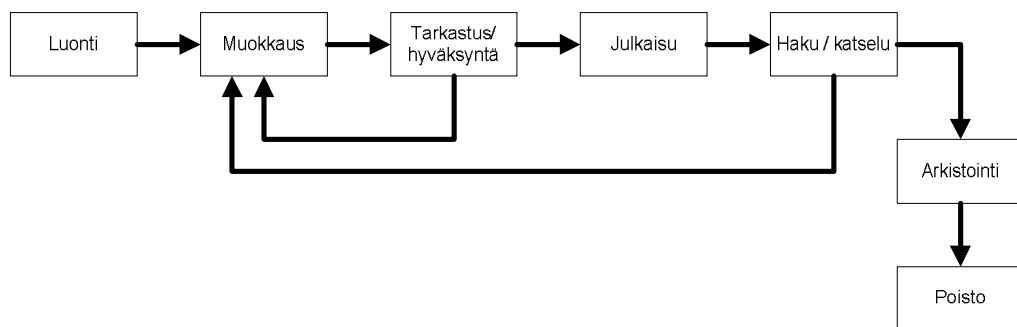 Luonti
Muokkaus
Tarkastus/
hyväksyntä
Julkaisu
Haku / katselu
Arkistointi
Poisto